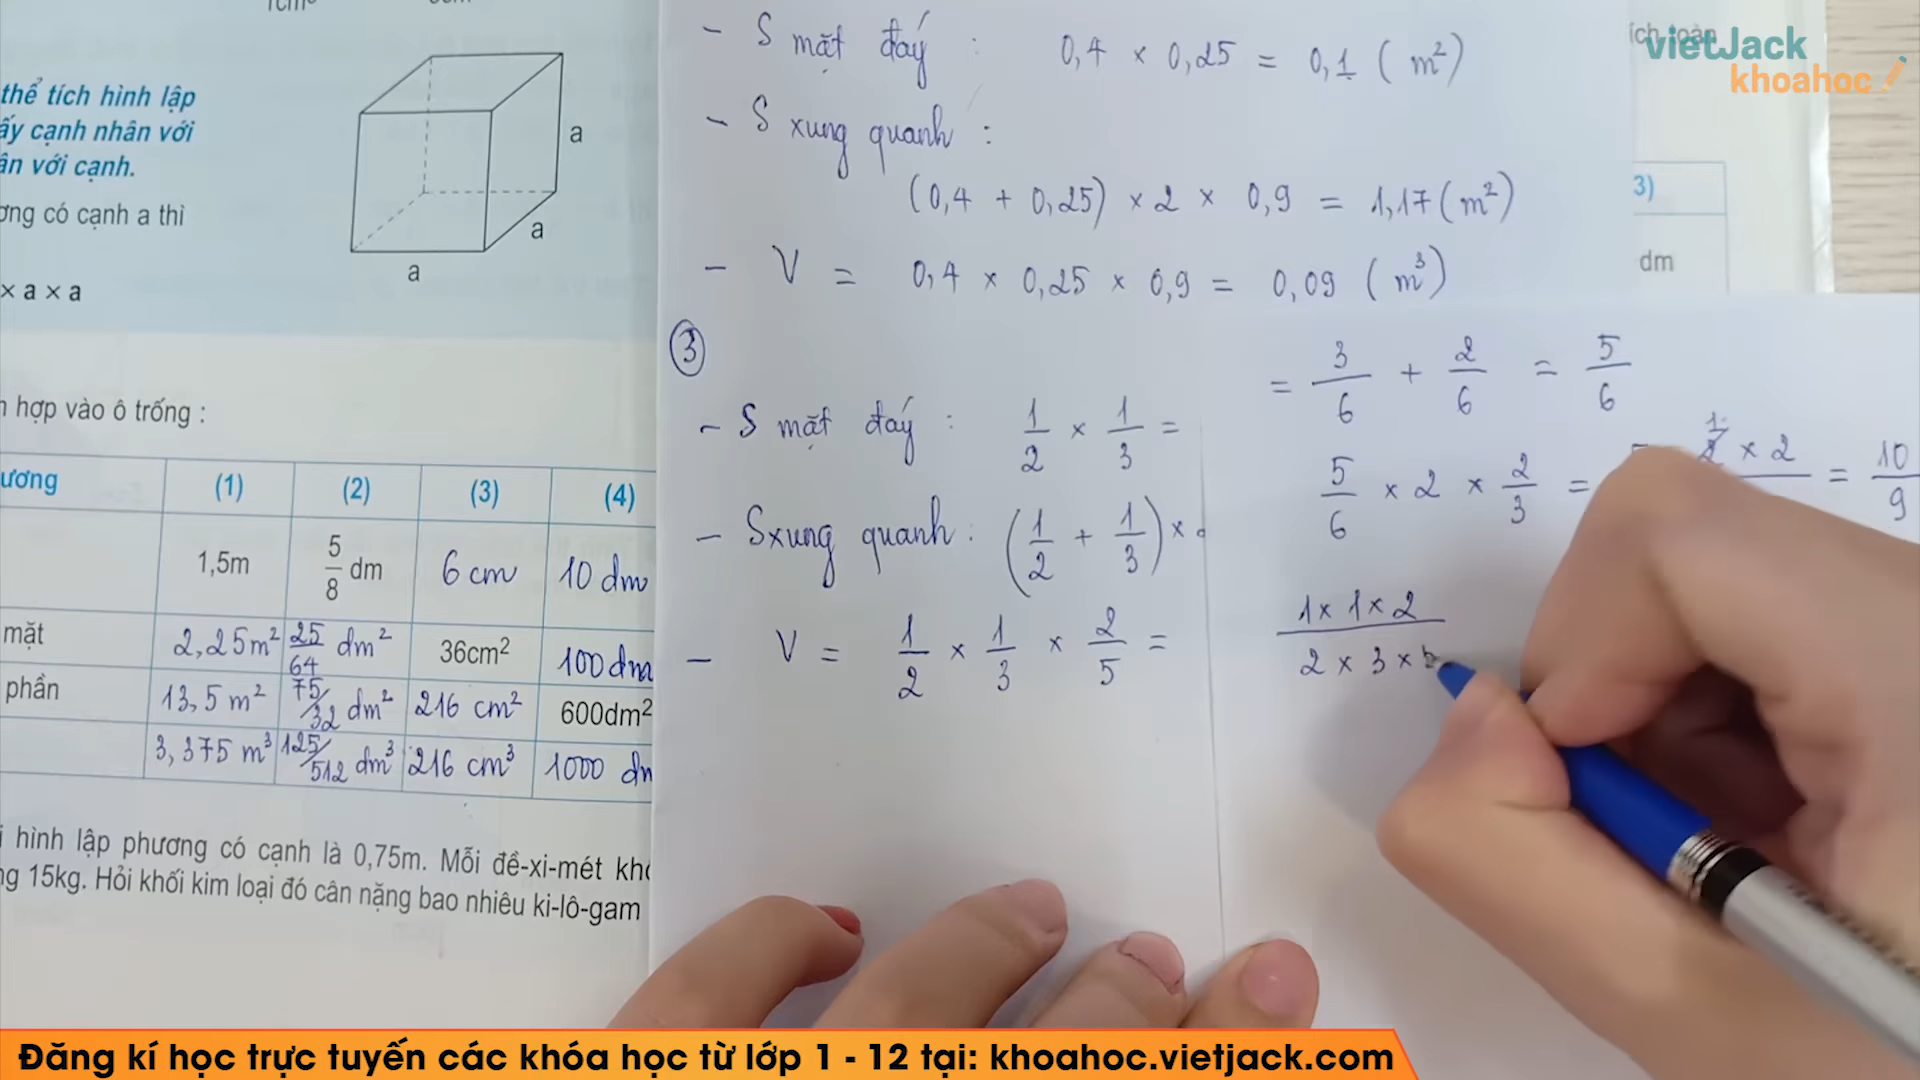 1cm³
thể tích hình lập
ấy cạnh nhân với
ân với cạnh.
ơng có cạnh a thì
× a × a
a
a
a
n hợp vào ô trống :
ương (1) (2) (3) (4)
1,5m 5/8 dm 6 cm 10 dm
mặt 2,25m² 25/64 dm² 36cm² 100dm
phần 13,5 m² 75/32 dm² 216 cm² 600dm²
3,375 m³ 125/512 dm³ 216 cm³ 1000 dm
i hình lập phương có cạnh là 0,75m. Mỗi đề-xi-mét khố
ng 15kg. Hỏi khối kim loại đó cân nặng bao nhiêu ki-lô-gam
- S mặt đáy : 0,4 × 0,25 = 0,1 ( m²)
- S xung quanh :
(0,4 + 0,25) × 2 × 0,9 = 1,17 (m²)
- V = 0,4 × 0,25 × 0,9 = 0,09 ( m³)
3
- S mặt đáy : 1/2 × 1/3 =
- Sxung quanh : (1/2 + 1/3) ×
- V = 1/2 × 1/3 × 2/5 =
= 3/6 + 2/6 = 5/6
5/6 × 2 × 2/3 =
× 2 = 10/9
1 × 1 × 2
2 × 3 × 5
ích toàn
3)
dm
vietJack
khoahoc
Đăng kí học trực tuyến các khóa học từ lớp 1 - 12 tại: khoahoc.vietjack.com